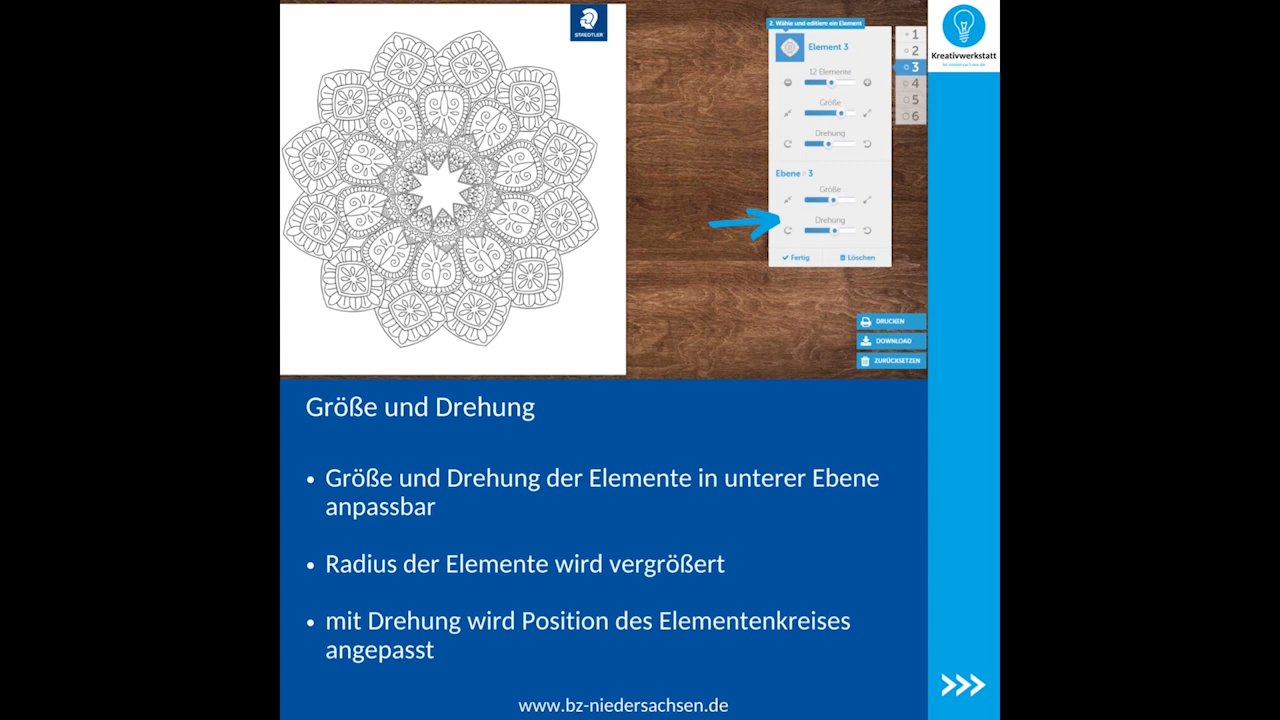 STAEDTLER
2. Wähle und editiere ein Element
Element 3
12 Elemente
Größe
Drehung
Ebene 3
Größe
Drehung
Fertig
Löschen
1
2
3
4
5
6
DRUCKEN
DOWNLOAD
ZURÜCKSETZEN
Kreativwerkstatt
bz-niedersachsen.de
Größe und Drehung
• Größe und Drehung der Elemente in unterer Ebene
anpassbar
• Radius der Elemente wird vergrößert
• mit Drehung wird Position des Elementenkreises
angepasst
www.bz-niedersachsen.de